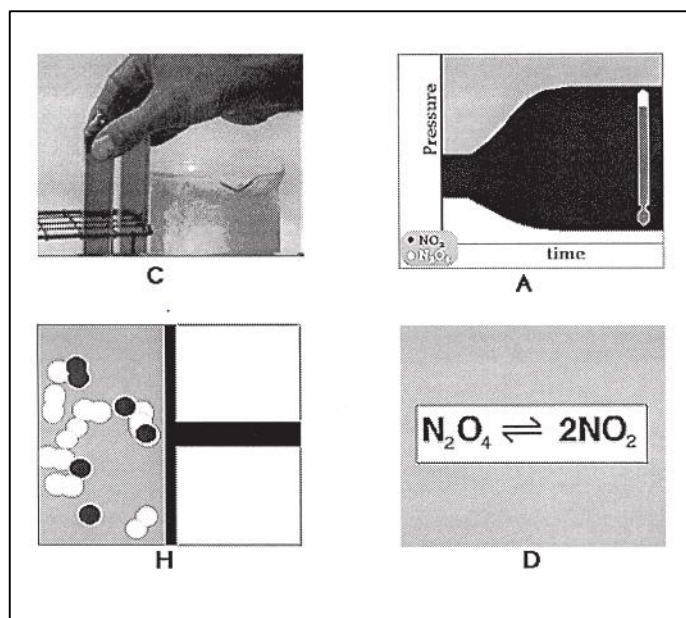 Pressure
NO₂
N₂O₄
time
C
A
N₂O₄ ⇌ 2NO₂
H
D